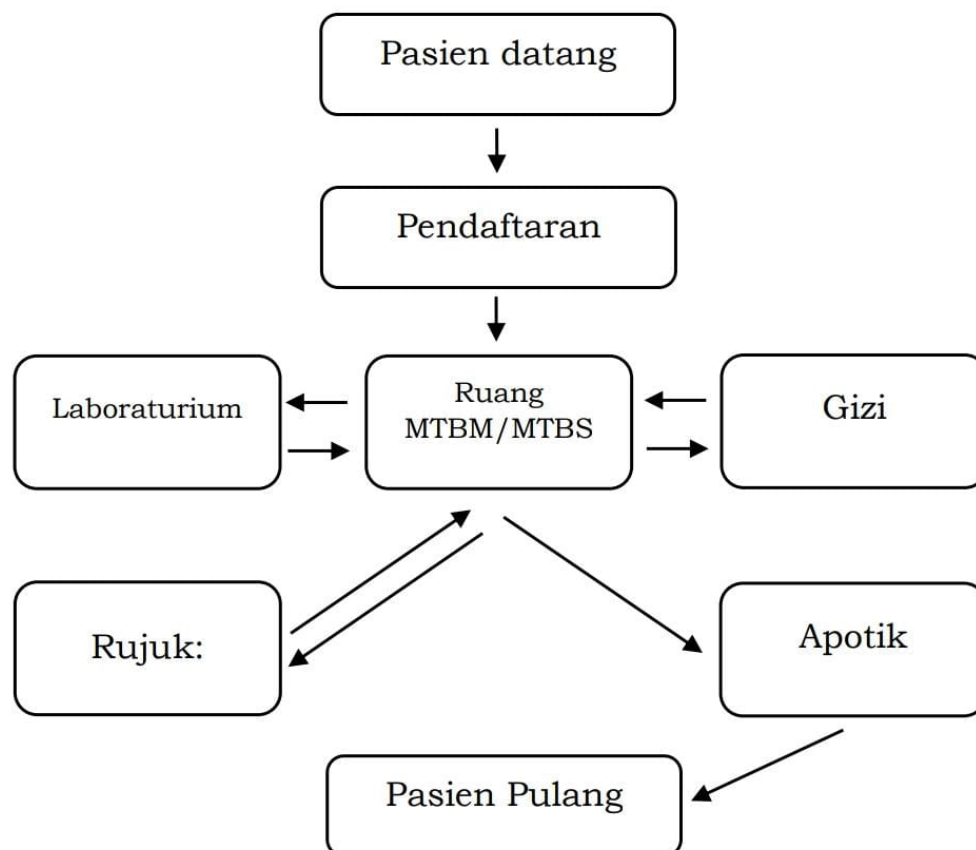 Pasien datang
Pendaftaran
Laboraturium
Ruang
MTBM/MTBS
Gizi
Rujuk:
Apotik
Pasien Pulang